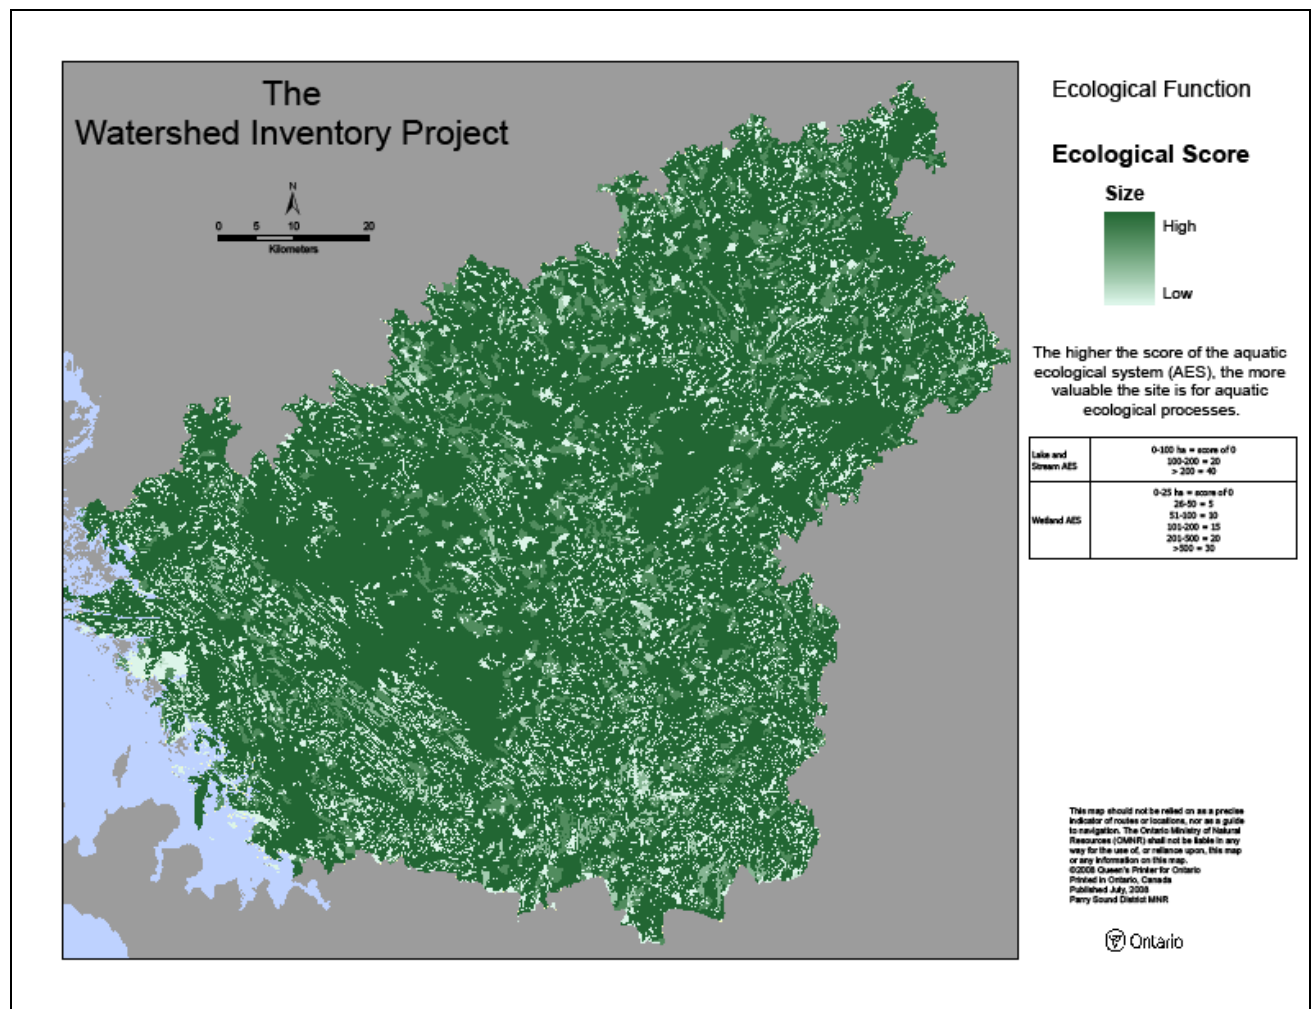 The
Watershed Inventory Project
N
0 5 10 20
Kilometers
Ecological Function
Ecological Score
Size
High
Low
The higher the score of the aquatic
ecological system (AES), the more
valuable the site is for aquatic
ecological processes.
Lake and
Stream AES
0-100 ha = score of 0
100-200 = 20
> 200 = 40
Wetland AES
0-25 ha = score of 0
26-50 = 5
51-100 = 10
101-200 = 15
201-500 = 20
>500 = 30
This map should not be relied on as a precise
indicator of routes or locations, nor as a guide
to navigation. The Ontario Ministry of Natural
Resources (OMNR) shall not be liable in any
way for the use of, or reliance upon, this map
or any information on this map.
©2008 Queen's Printer for Ontario
Printed in Ontario, Canada
Published July, 2008
Parry Sound District MNR
Ontario